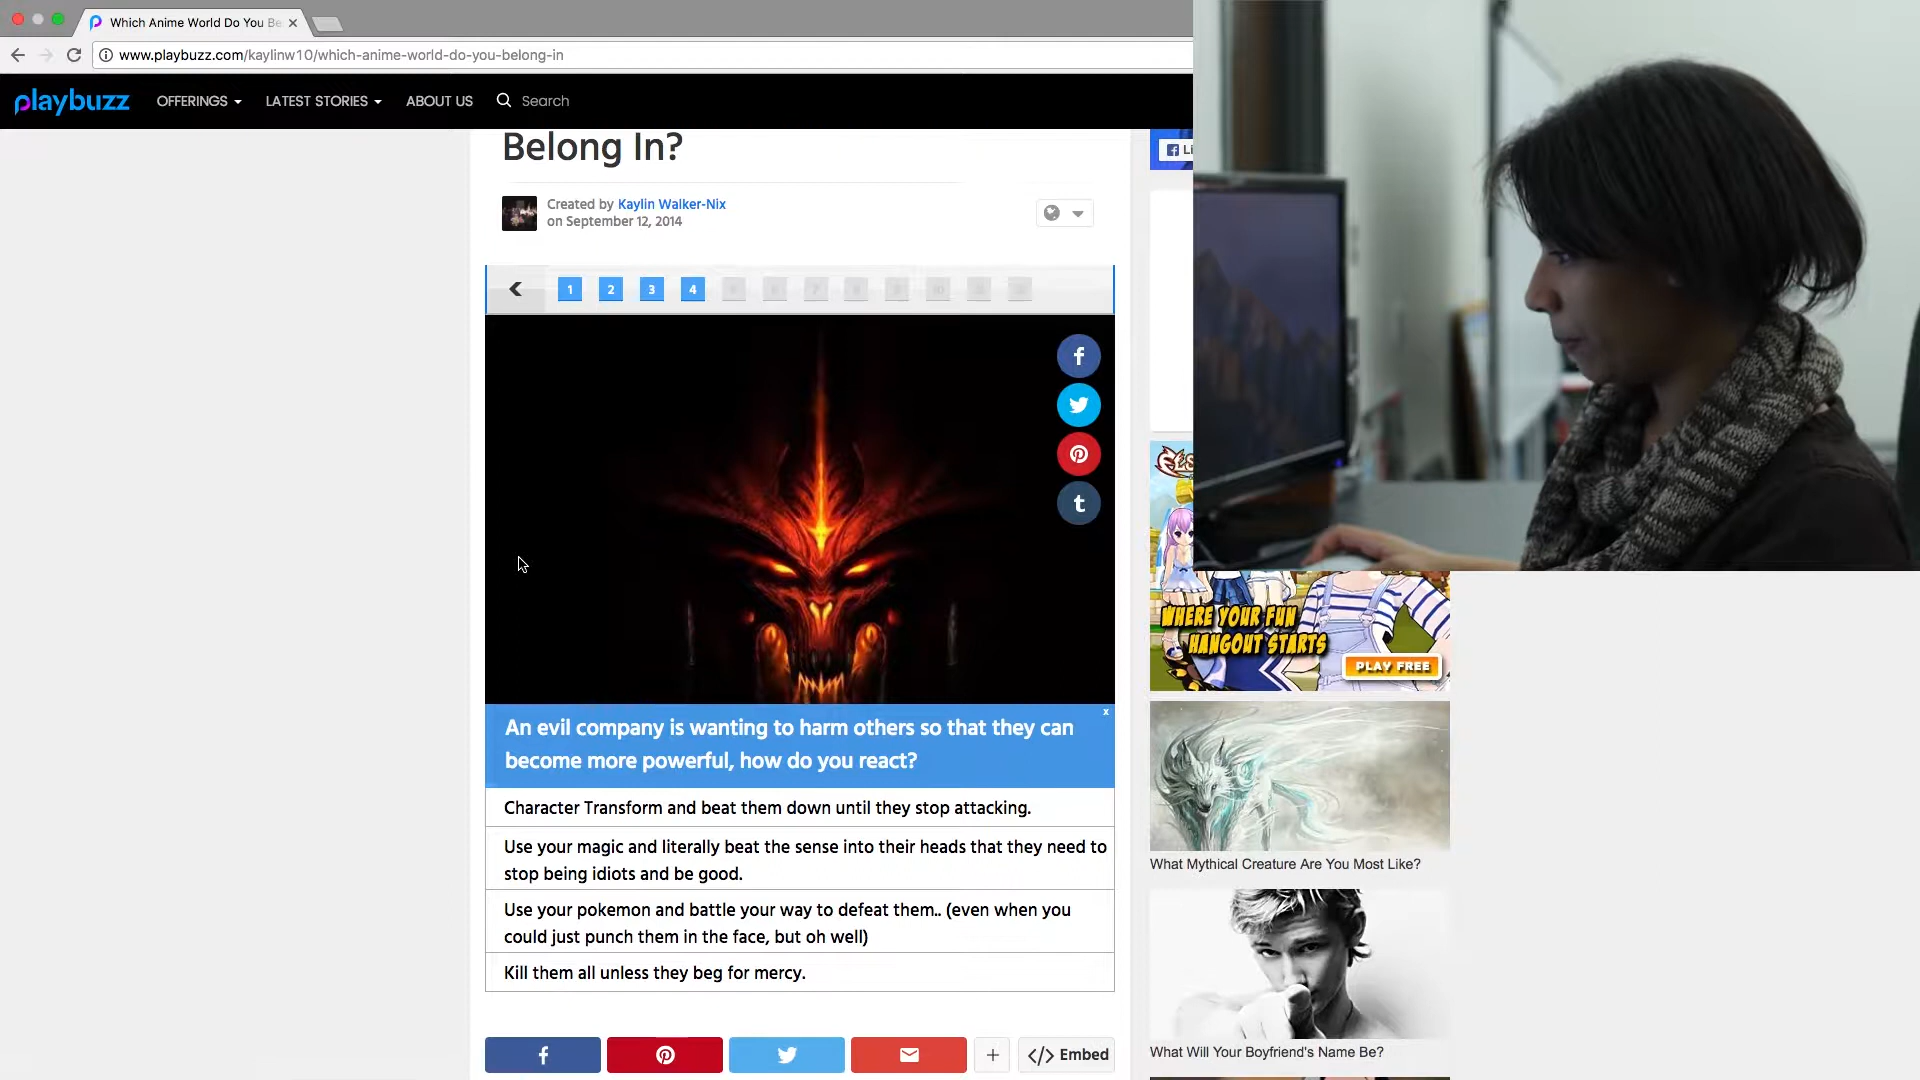 Which Anime World Do You Be
www.playbuzz.com/kaylinw10/which-anime-world-do-you-belong-in
playbuzz OFFERINGS LATEST STORIES ABOUT US Search
Belong In?
Created by Kaylin Walker-Nix
on September 12, 2014
1 2 3 4
An evil company is wanting to harm others so that they can
become more powerful, how do you react?
Character Transform and beat them down until they stop attacking.
Use your magic and literally beat the sense into their heads that they need to
stop being idiots and be good.
Use your pokemon and battle your way to defeat them.. (even when you
could just punch them in the face, but oh well)
Kill them all unless they beg for mercy.
</> Embed
WHERE YOUR FUN
HANGOUT STARTS
PLAY FREE
What Mythical Creature Are You Most Like?
What Will Your Boyfriend's Name Be?